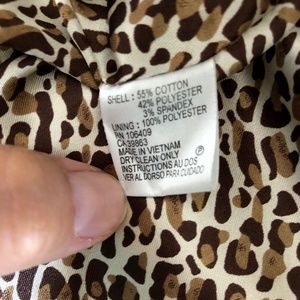 SHELL : 55% COTTON
42% POLYESTER
3% SPANDEX
LINING : 100% POLYESTER
RN 106409
CA39863
MADE IN VIETNAM
DRY CLEAN ONLY
INSTRUCTIONS AU DOS
VER AL DORSO PARA CUIDADO